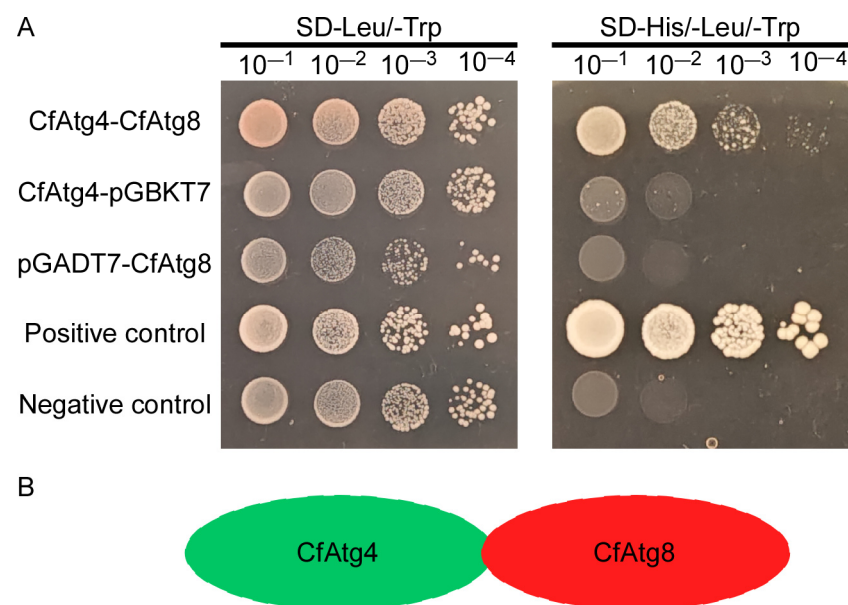 A
SD-Leu/-Trp SD-His/-Leu/-Trp
10⁻¹ 10⁻² 10⁻³ 10⁻⁴ 10⁻¹ 10⁻² 10⁻³ 10⁻⁴
CfAtg4-CfAtg8
CfAtg4-pGBKT7
pGADT7-CfAtg8
Positive control
Negative control
B
CfAtg4 CfAtg8